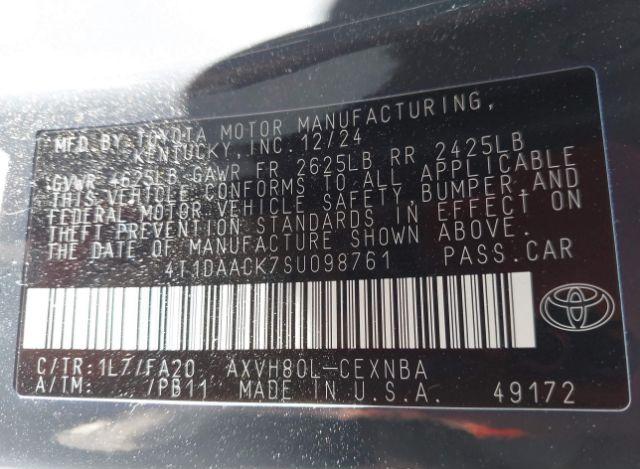 MFD.BY TOYOTA MOTOR MANUFACTURING,
KENTUCKY, INC. 12/24
GVWR 4625LB GAWR FR 2625LB RR 2425LB
THIS VEHICLE CONFORMS TO ALL APPLICABLE
FEDERAL MOTOR VEHICLE SAFETY,BUMPER,AND
THEFT PREVENTION STANDARDS IN EFFECT ON
THE DATE OF MANUFACTURE SHOWN ABOVE.
4T1DAACK7SU098761 PASS.CAR
C/TR:1L7/FA20 AXVH80L-CEXNBA
A/TM: /PB11 MADE IN U.S.A. 49172